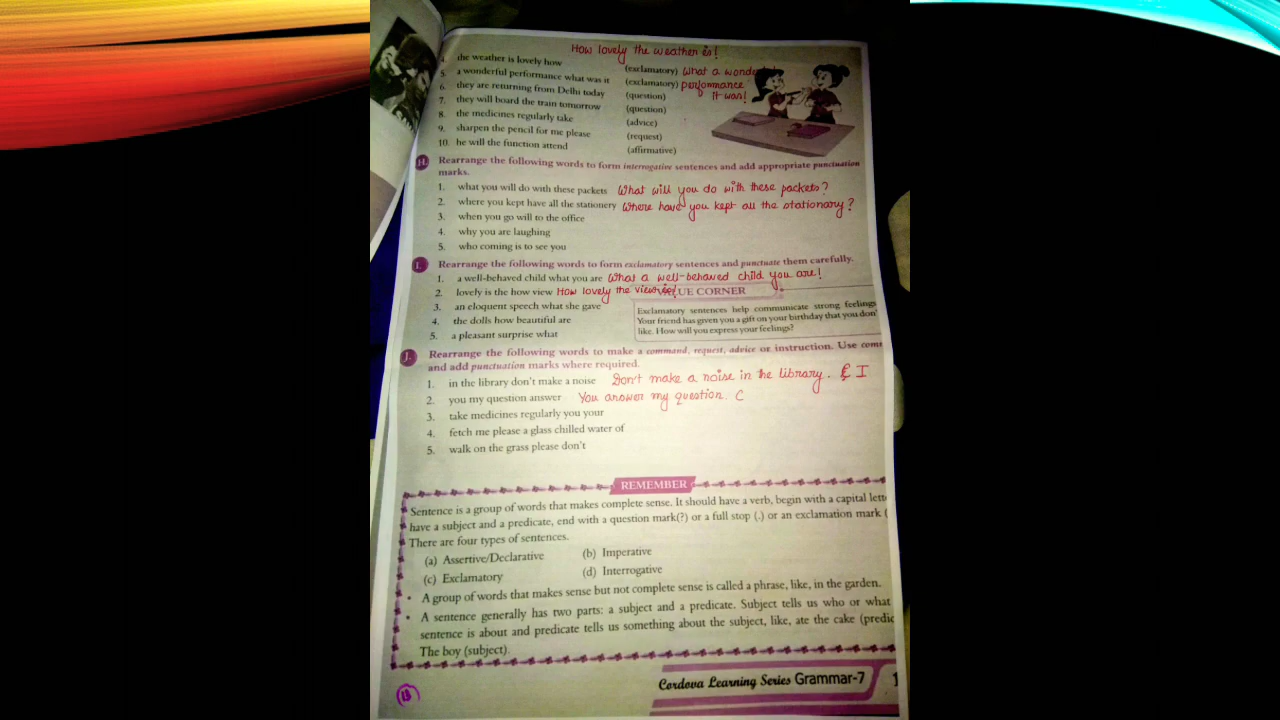 How lovely the weather is!
4. the weather is lovely how (exclamatory) What a
5. a wonderful performance what was it (exclamatory) performance
6. they are returning from Delhi today (question) it was!
7. they will board the train tomorrow (question)
8. the medicines regularly take (advice)
9. sharpen the pencil for me please (request)
10. he will the function attend (affirmative)
H. Rearrange the following words to form interrogative sentences and add appropriate punctuation
marks.
1. what you will do with these packets What will you do with these packets?
2. where you kept have all the stationery Where have you kept all the stationary?
3. when you go will to the office
4. why you are laughing
5. who coming is to see you
I. Rearrange the following words to form exclamatory sentences and punctuate them carefully.
1. a well-behaved child what you are What a well-behaved child you are!
2. lovely is the how view How lovely the view is! UE CORNER
3. an eloquent speech what she gave
4. the dolls how beautiful are
5. a pleasant surprise what
Exclamatory sentences help communicate strong feelings
Your friend has given you a gift on your birthday that you don'
like. How will you express your feelings?
J. Rearrange the following words to make a command, request, advice or instruction. Use
and add punctuation marks where required.
1. in the library don't make a noise Don't make a noise in the library. I
2. you my question answer You answer my question. C
3. take medicines regularly you your
4. fetch me please a glass chilled water of
5. walk on the grass please don't
REMEMBER
Sentence is a group of words that makes complete sense. It should have a verb, begin with a capital lett
have a subject and a predicate, end with a question mark(?) or a full stop (.) or an exclamation mark (
There are four types of sentences.
(a) Assertive/Declarative (b) Imperative
(c) Exclamatory (d) Interrogative
• A group of words that makes sense but not complete sense is called a phrase, like, in the garden.
• A sentence generally has two parts: a subject and a predicate. Subject tells us who or what
sentence is about and predicate tells us something about the subject, like, ate the cake (predic
The boy (subject).
Cordova Learning Series Grammar-7 1
13